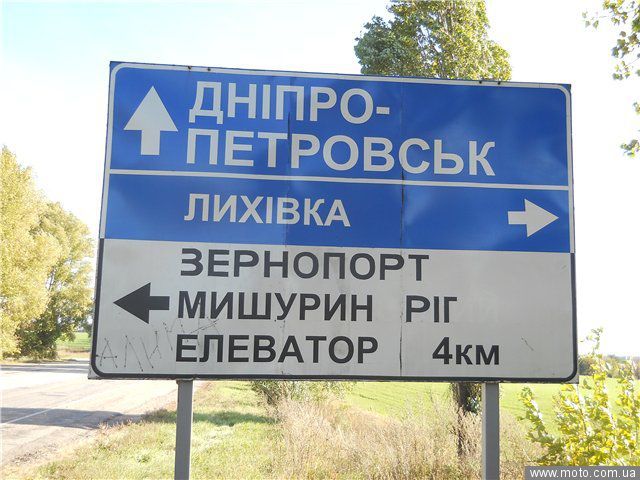 ДНІПРО-
ПЕТРОВСЬК
ЛИХІВКА
ЗЕРНОПОРТ
МИШУРИН РІГ
ЕЛЕВАТОР 4КМ
www.moto.com.ua